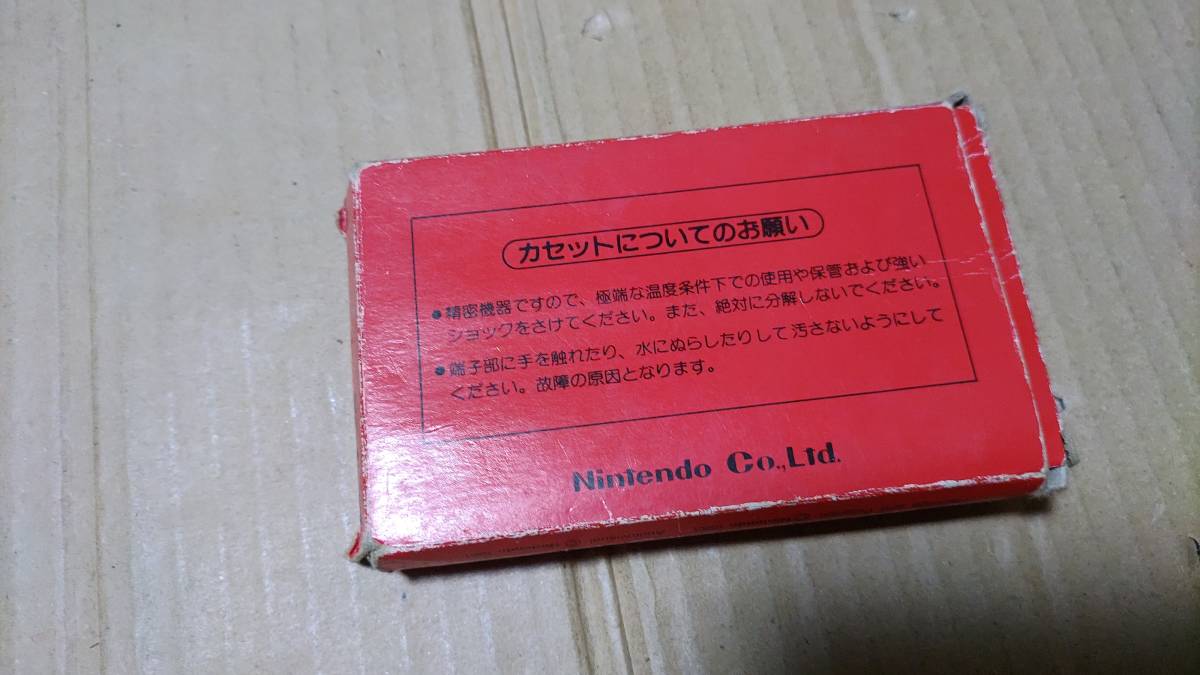 カセットについてのお願い
●精密機器ですので、極端な温度条件下での使用や保管および強い
ショックをさけてください。また、絶対に分解しないでください。
●端子部に手を触れたり、水にぬらしたりして汚さないようにして
ください。故障の原因となります。
Nintendo Co.,Ltd.